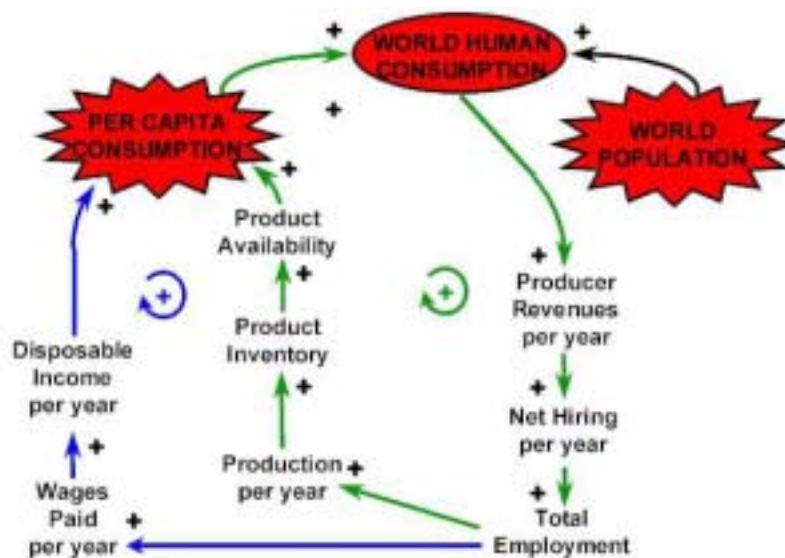 +
WORLD HUMAN
CONSUMPTION
+
+
PER CAPITA
CONSUMPTION
WORLD
POPULATION
+
+
Product
Availability
+
Producer
Revenues
per year
+
+
+
Product
Inventory
Disposable
Income
per year
+
+
Net Hiring
per year
+
Production
per year
+
+
Wages
Paid
per year
+
Total
Employment